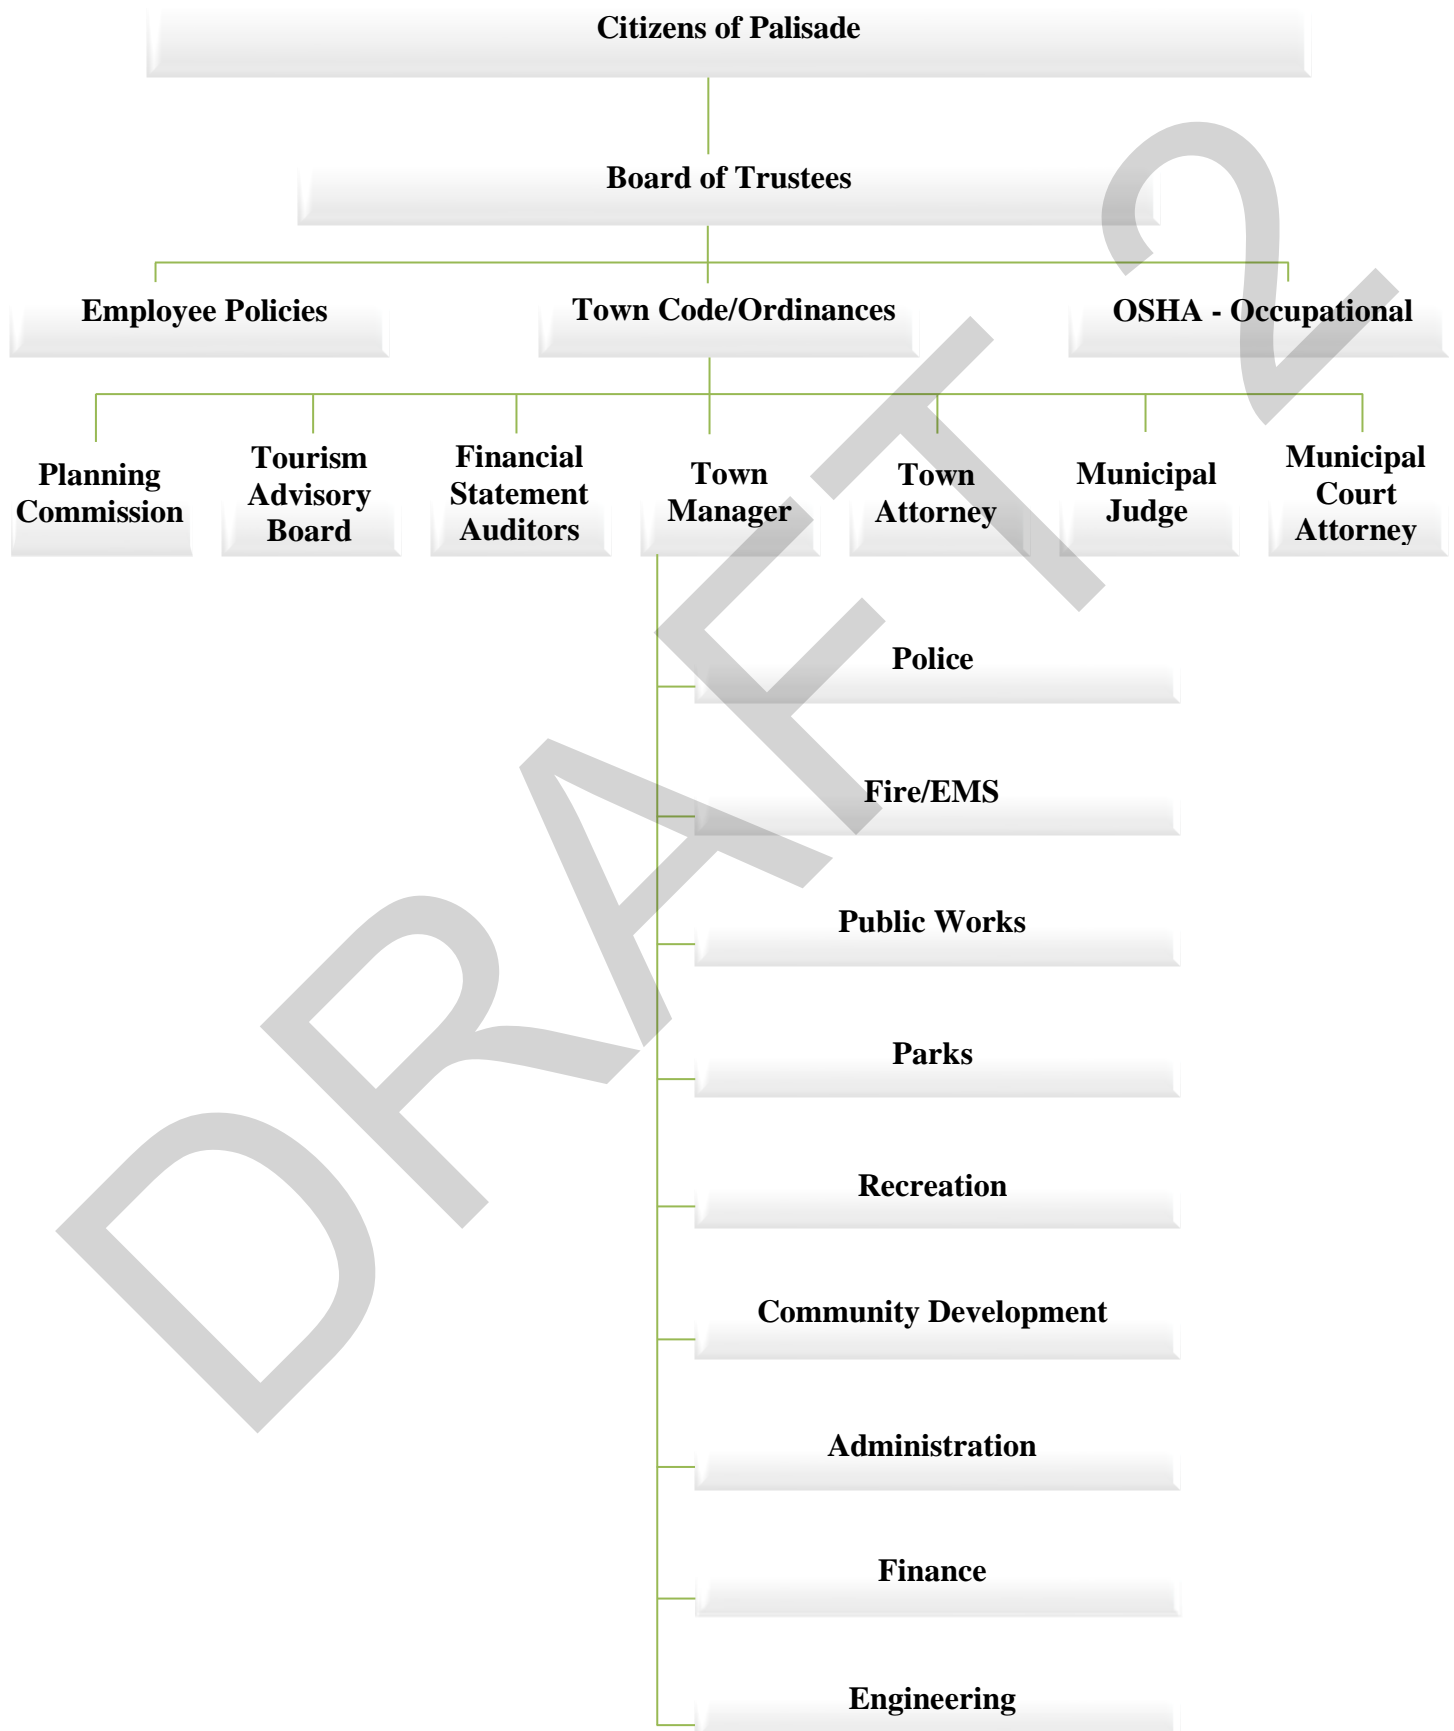 Citizens of Palisade
Board of Trustees
Employee Policies
Town Code/Ordinances
OSHA - Occupational
Planning
Commission
Tourism
Advisory
Board
Financial
Statement
Auditors
Town
Manager
Town
Attorney
Municipal
Judge
Municipal
Court
Attorney
Police
Fire/EMS
Public Works
Parks
Recreation
Community Development
Administration
Finance
Engineering
DRAFT 2